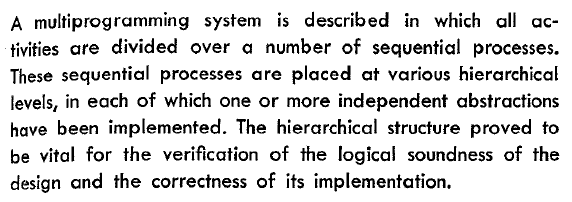 A multiprogramming system is described in which all ac-
tivities are divided over a number of sequential processes.
These sequential processes are placed at various hierarchical
levels, in each of which one or more independent abstractions
have been implemented. The hierarchical structure proved to
be vital for the verification of the logical soundness of the
design and the correctness of its implementation.